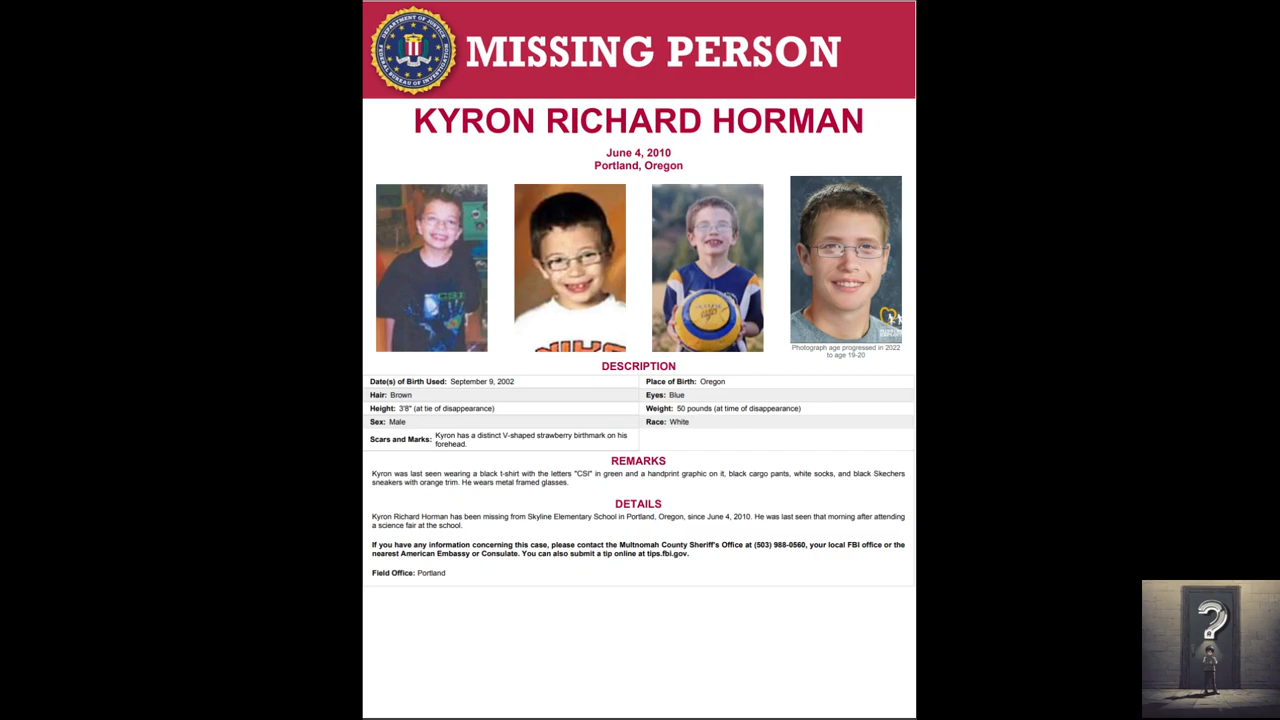 MISSING PERSON
KYRON RICHARD HORMAN
June 4, 2010
Portland, Oregon
Photograph age progressed in 2022
to age 19-20
DESCRIPTION
Date(s) of Birth Used: September 9, 2002
Place of Birth: Oregon
Hair: Brown
Eyes: Blue
Height: 3'8" (at tie of disappearance)
Weight: 50 pounds (at time of disappearance)
Sex: Male
Race: White
Scars and Marks: Kyron has a distinct V-shaped strawberry birthmark on his
forehead.
REMARKS
Kyron was last seen wearing a black t-shirt with the letters "CSI" in green and a handprint graphic on it, black cargo pants, white socks, and black Skechers
sneakers with orange trim. He wears metal framed glasses.
DETAILS
Kyron Richard Horman has been missing from Skyline Elementary School in Portland, Oregon, since June 4, 2010. He was last seen that morning after attending
a science fair at the school.
If you have any information concerning this case, please contact the Multnomah County Sheriff's Office at (503) 988-0560, your local FBI office or the
nearest American Embassy or Consulate. You can also submit a tip online at tips.fbi.gov.
Field Office: Portland
?